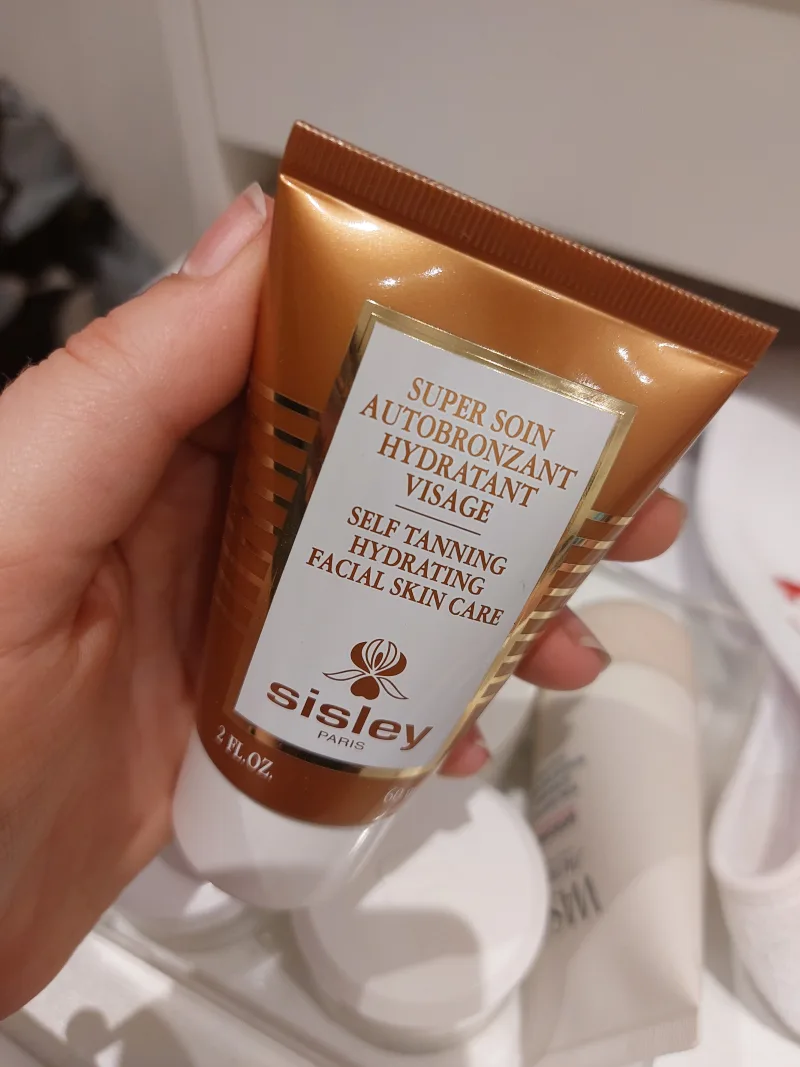 SUPER SOIN
AUTOBRONZANT
HYDRATANT
VISAGE
SELF TANNING
HYDRATING
FACIAL SKIN CARE
sisley
PARIS
2 FL.OZ.